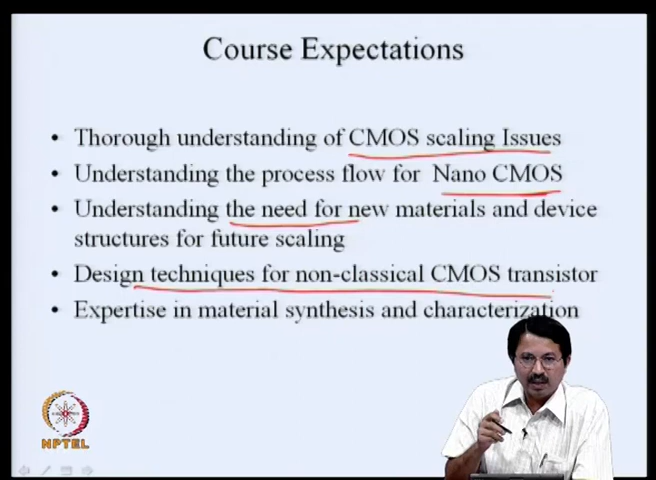 Course Expectations
• Thorough understanding of CMOS scaling Issues
• Understanding the process flow for Nano CMOS
• Understanding the need for new materials and device
structures for future scaling
• Design techniques for non-classical CMOS transistor
• Expertise in material synthesis and characterization
NPTEL